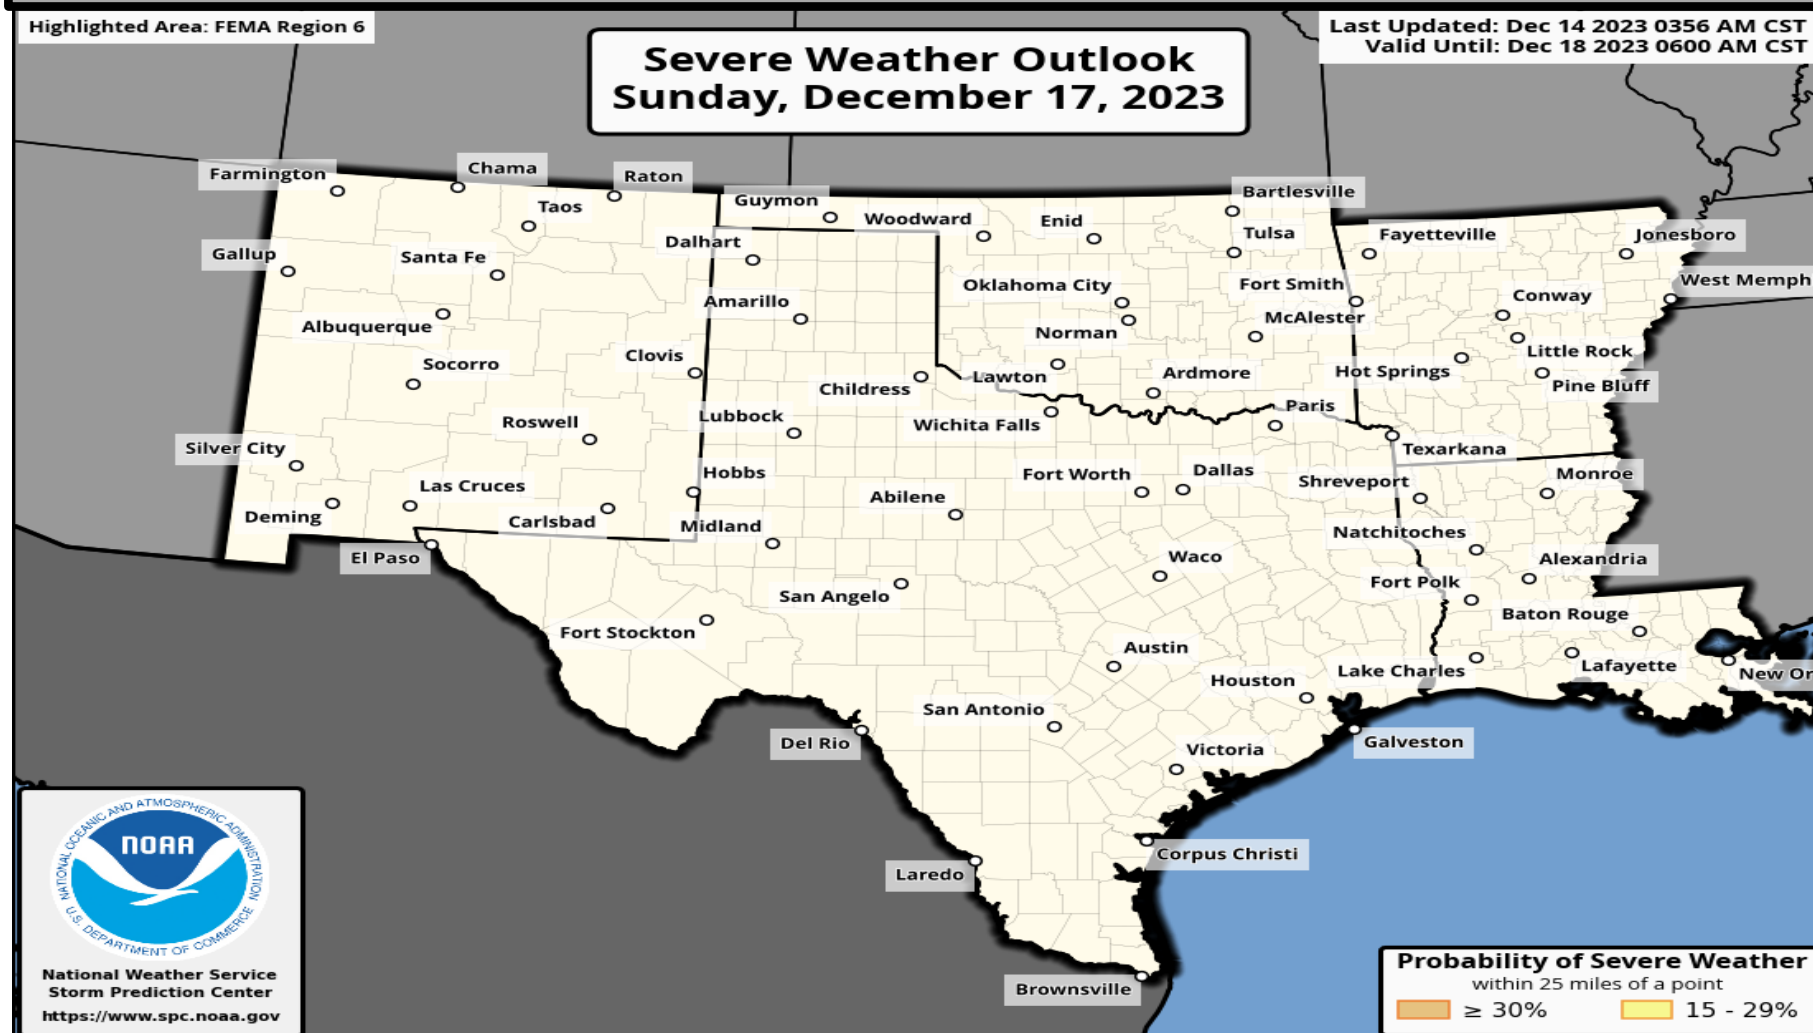 Highlighted Area: FEMA Region 6
Severe Weather Outlook
Sunday, December 17, 2023
Last Updated: Dec 14 2023 0356 AM CST
Valid Until: Dec 18 2023 0600 AM CST
Farmington
Chama
Raton
Taos
Guymon
Woodward
Enid
Bartlesville
Gallup
Santa Fe
Dalhart
Tulsa
Fayetteville
Jonesboro
Albuquerque
Amarillo
Oklahoma City
Fort Smith
Conway
West Memph
Norman
McAlester
Socorro
Clovis
Childress
Lawton
Ardmore
Hot Springs
Little Rock
Pine Bluff
Roswell
Lubbock
Wichita Falls
Paris
Texarkana
Silver City
Las Cruces
Hobbs
Abilene
Fort Worth
Dallas
Shreveport
Monroe
Deming
Carlsbad
Midland
Natchitoches
El Paso
Waco
Alexandria
San Angelo
Fort Polk
Fort Stockton
Baton Rouge
Austin
Houston
Lake Charles
Lafayette
New Or
San Antonio
Del Rio
Victoria
Galveston
Laredo
Corpus Christi
Brownsville
NATIONAL OCEANIC AND ATMOSPHERIC ADMINISTRATION
NOAA
U.S. DEPARTMENT OF COMMERCE
National Weather Service
Storm Prediction Center
https://www.spc.noaa.gov
Probability of Severe Weather
within 25 miles of a point
≥ 30%
15 - 29%